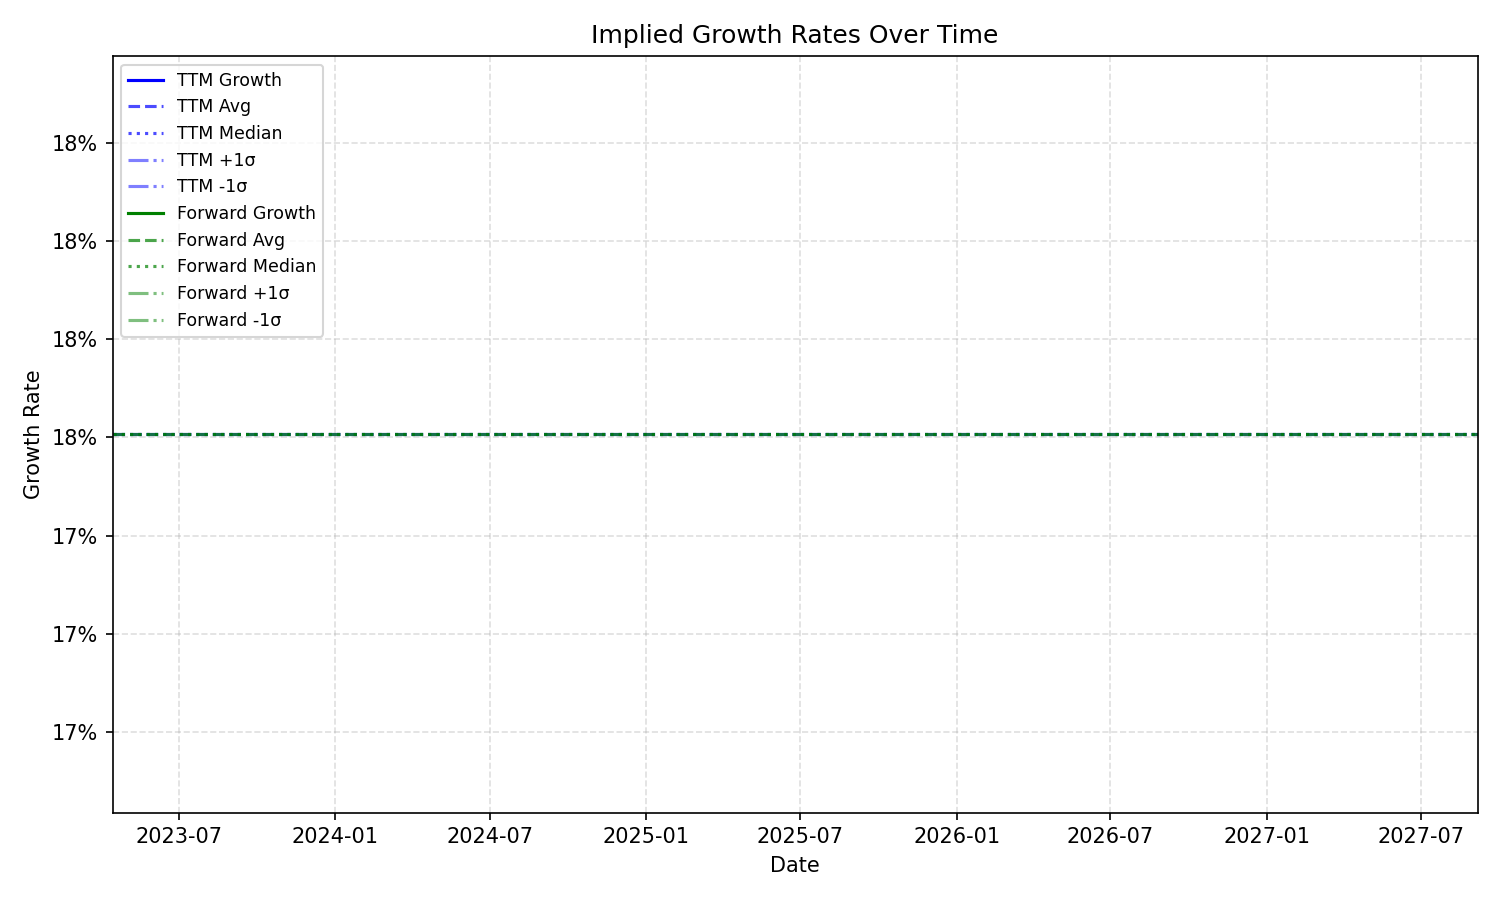 Implied Growth Rates Over Time
TTM Growth
TTM Avg
TTM Median
TTM +1σ
TTM -1σ
Forward Growth
Forward Avg
Forward Median
Forward +1σ
Forward -1σ
18%
18%
18%
18%
17%
17%
17%
Growth Rate
2023-07 2024-01 2024-07 2025-01 2025-07 2026-01 2026-07 2027-01 2027-07
Date